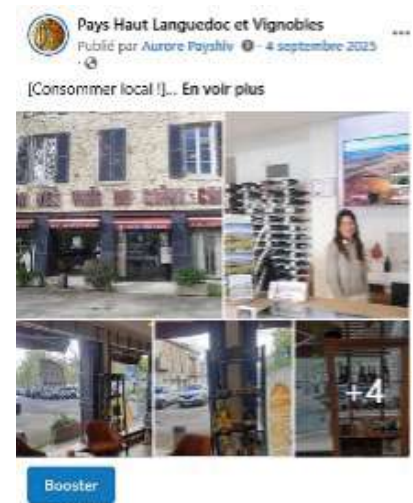 Pays Haut Languedoc et Vignobles
Publié par Aurore Payshlv · 4 septembre 2025
·
[Consommer local !]... En voir plus
+4
Booster